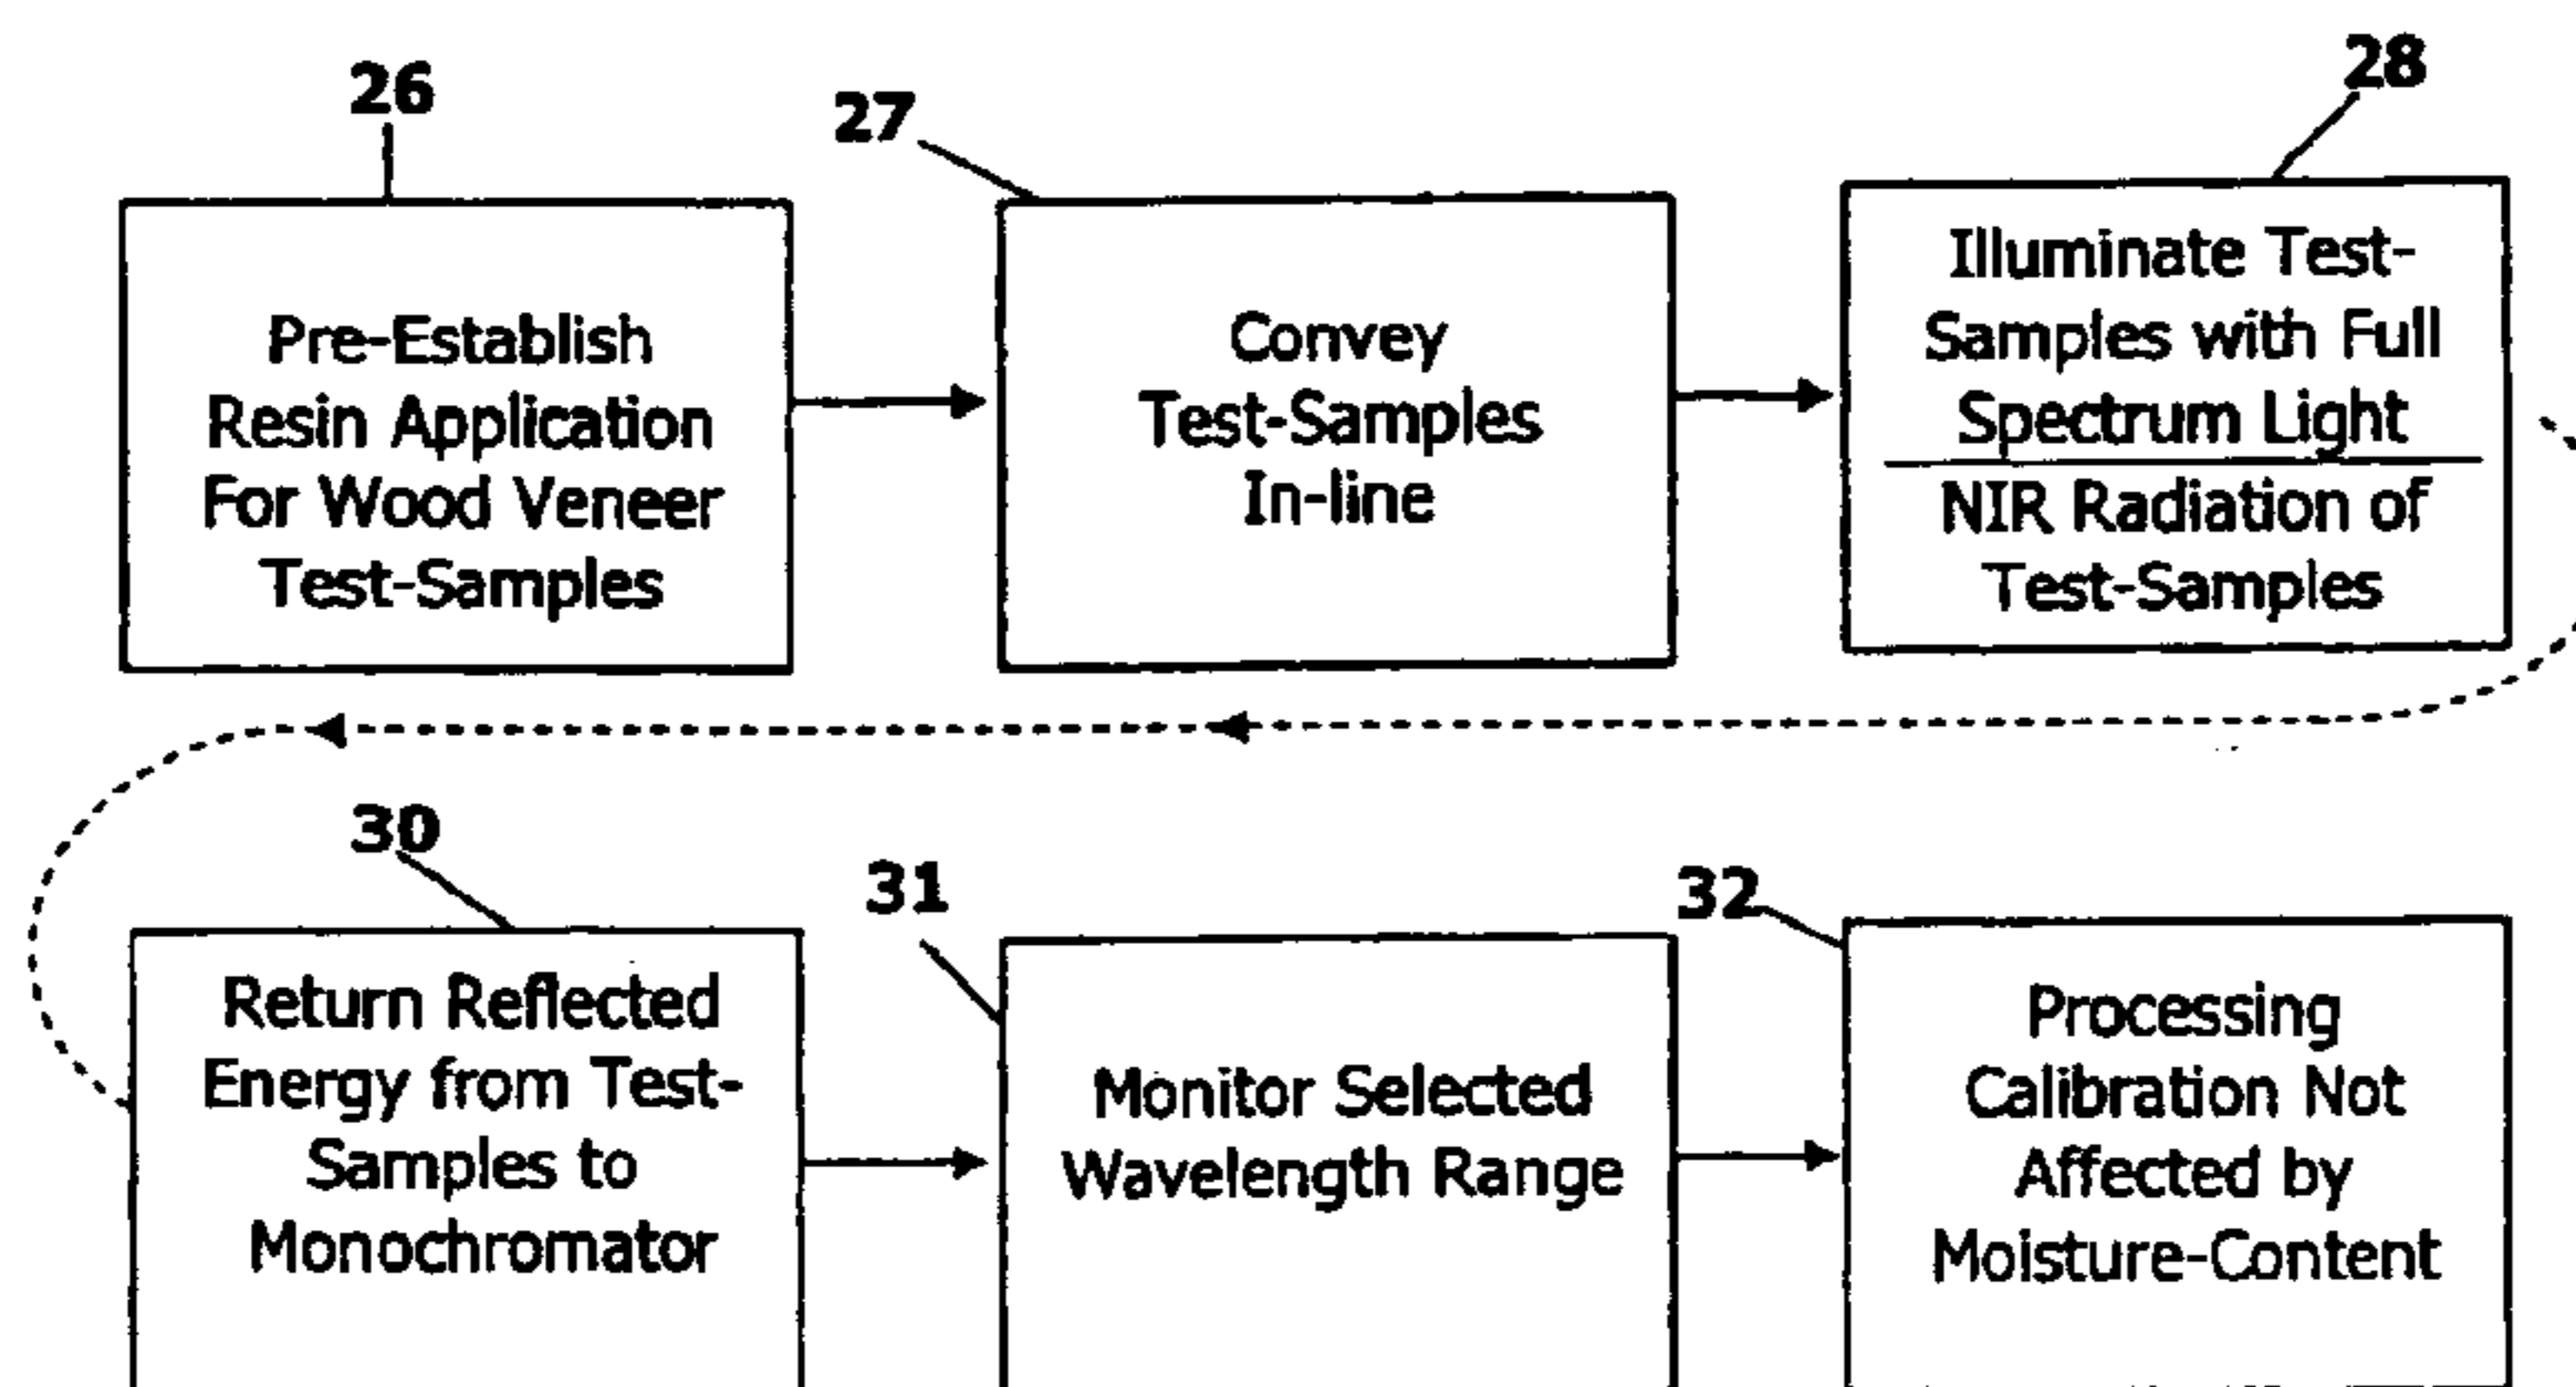 26
27
28
Pre-Establish
Resin Application
For Wood Veneer
Test-Samples
Convey
Test-Samples
In-line
Illuminate Test-
Samples with Full
Spectrum Light
NIR Radiation of
Test-Samples
30
31
32
Return Reflected
Energy from Test-
Samples to
Monochromator
Monitor Selected
Wavelength Range
Processing
Calibration Not
Affected by
Moisture-Content